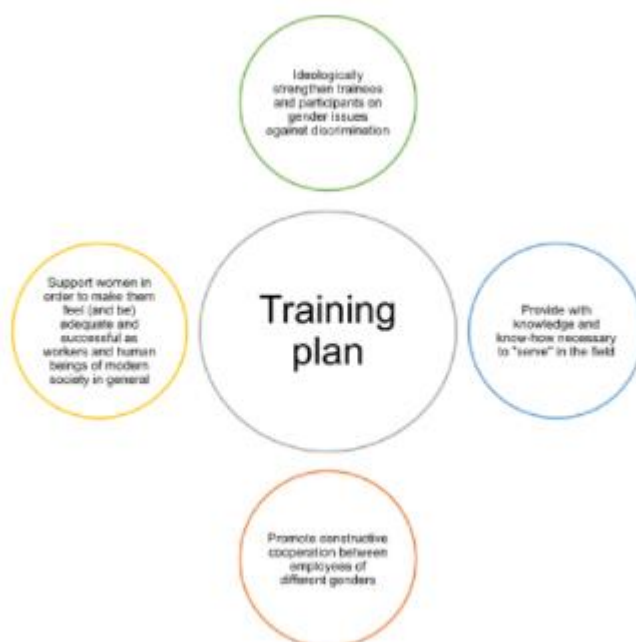 Ideologically
strengthen trainees
and participants on
gender issues
against discrimination
Support women in
order to make them
feel (and be)
adequate and
successful as
workers and human
beings of modern
society in general
Training
plan
Provide with
knowledge and
know-how necessary
to "serve" in the field
Promote constructive
cooperation between
employees of
different genders